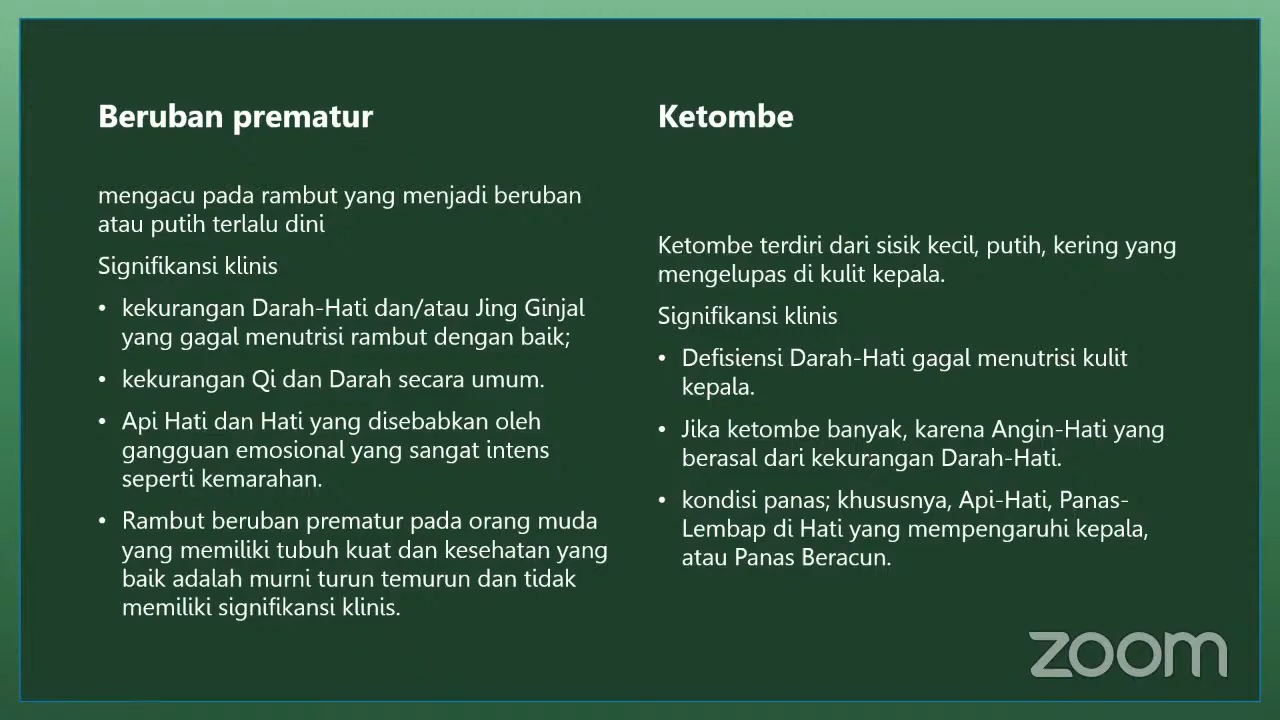 Beruban prematur
mengacu pada rambut yang menjadi beruban
atau putih terlalu dini
Signifikansi klinis
• kekurangan Darah-Hati dan/atau Jing Ginjal
yang gagal menutrisi rambut dengan baik;
• kekurangan Qi dan Darah secara umum.
• Api Hati dan Hati yang disebabkan oleh
gangguan emosional yang sangat intens
seperti kemarahan.
• Rambut beruban prematur pada orang muda
yang memiliki tubuh kuat dan kesehatan yang
baik adalah murni turun temurun dan tidak
memiliki signifikansi klinis.
Ketombe
Ketombe terdiri dari sisik kecil, putih, kering yang
mengelupas di kulit kepala.
Signifikansi klinis
• Defisiensi Darah-Hati gagal menutrisi kulit
kepala.
• Jika ketombe banyak, karena Angin-Hati yang
berasal dari kekurangan Darah-Hati.
• kondisi panas; khususnya, Api-Hati, Panas-
Lembap di Hati yang mempengaruhi kepala,
atau Panas Beracun.
zoom